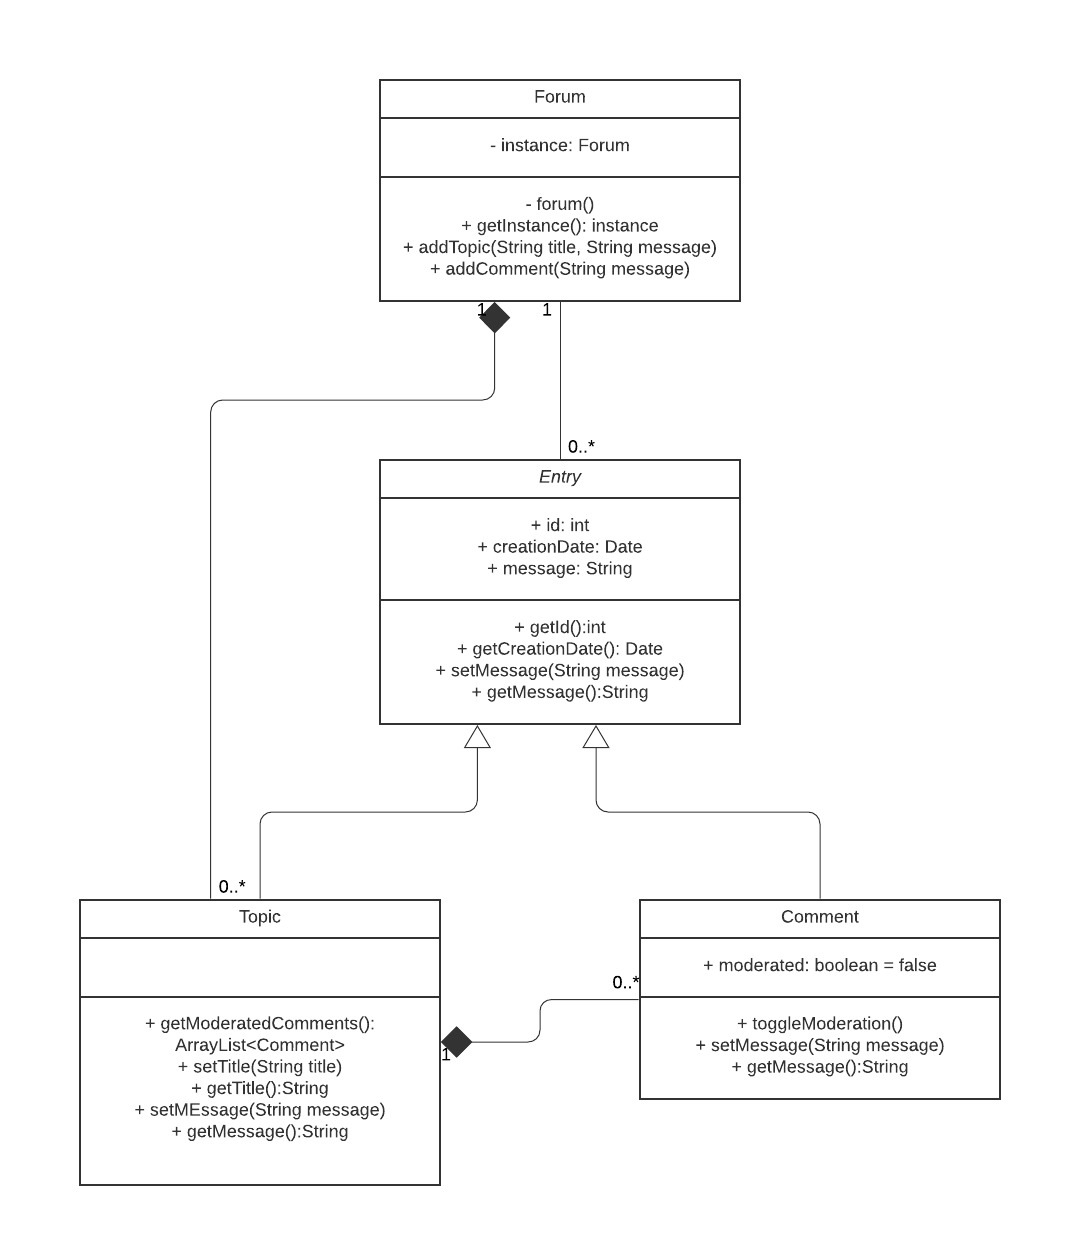 Forum
- instance: Forum
- forum()
+ getInstance(): instance
+ addTopic(String title, String message)
+ addComment(String message)
1
1
0..*
Entry
+ id: int
+ creationDate: Date
+ message: String
+ getId():int
+ getCreationDate(): Date
+ setMessage(String message)
+ getMessage():String
0..*
Topic
+ getModeratedComments():
ArrayList<Comment>
+ setTitle(String title)
+ getTitle():String
+ setMEssage(String message)
+ getMessage():String
1
0..*
Comment
+ moderated: boolean = false
+ toggleModeration()
+ setMessage(String message)
+ getMessage():String